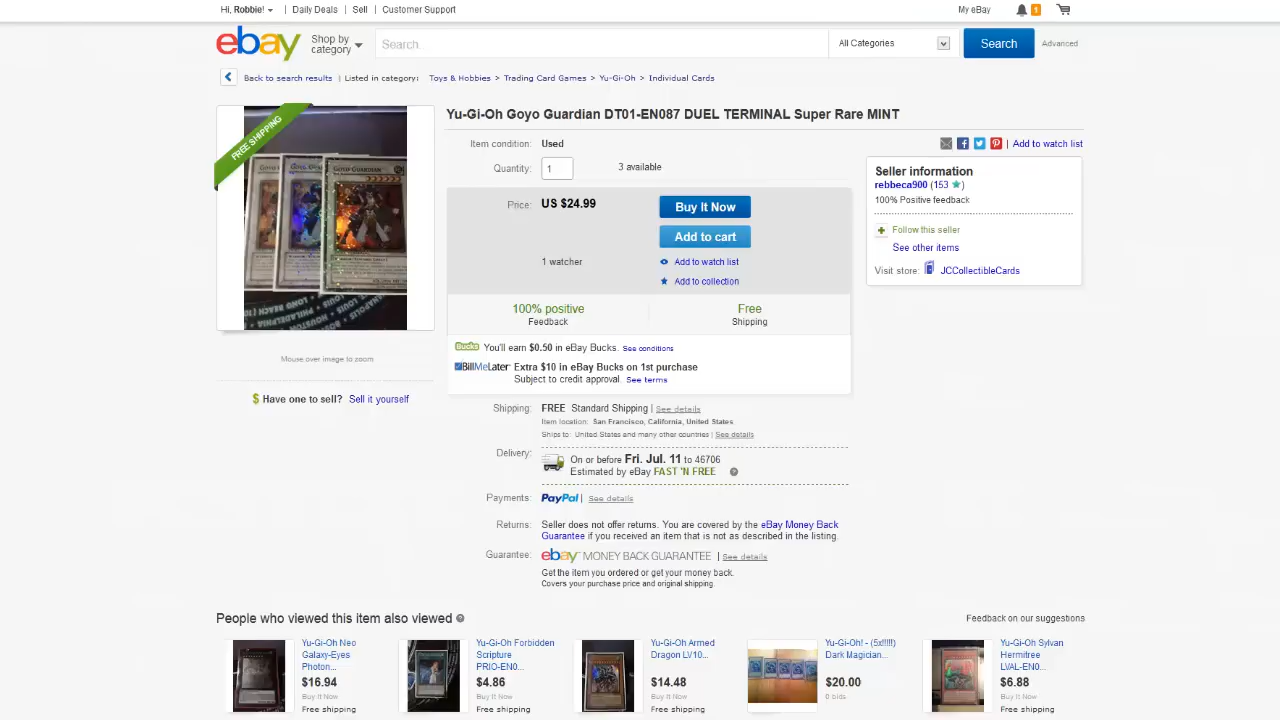 Hi, Robbie! | Daily Deals | Sell | Customer Support My eBay 1
ebay Shop by category Search... All Categories Search Advanced
Back to search results | Listed in category: Toys & Hobbies > Trading Card Games > Yu-Gi-Oh > Individual Cards
FREE SHIPPING
GOYO GUARDIAN
Mouse over image to zoom
$ Have one to sell? Sell it yourself
Yu-Gi-Oh Goyo Guardian DT01-EN087 DUEL TERMINAL Super Rare MINT
| Add to watch list
Item condition: Used
Quantity: 1 3 available
Price: US $24.99 Buy It Now
Add to cart
1 watcher Add to watch list
Add to collection
100% positive Free
Feedback Shipping
Bucks You'll earn $0.50 in eBay Bucks. See conditions
BillMeLater Extra $10 in eBay Bucks on 1st purchase
Subject to credit approval. See terms
Shipping: FREE Standard Shipping | See details
Item location: San Francisco, California, United States
Ships to: United States and many other countries | See details
Delivery: On or before Fri. Jul. 11 to 46706
Estimated by eBay FAST 'N FREE
Payments: PayPal | See details
Returns: Seller does not offer returns. You are covered by the eBay Money Back
Guarantee if you received an item that is not as described in the listing.
Guarantee: ebay MONEY BACK GUARANTEE | See details
Get the item you ordered or get your money back.
Covers your purchase price and original shipping.
Seller information
rebbeca900 (153 ★)
100% Positive feedback
Follow this seller
See other items
Visit store: JCCollectibleCards
People who viewed this item also viewed Feedback on our suggestions
Yu-Gi-Oh Neo
Galaxy-Eyes
Photon...
$16.94
Buy It Now
Free shipping
Yu-Gi-Oh Forbidden
Scripture
PRIO-EN0...
$4.86
Buy It Now
Free shipping
Yu-Gi-Oh Armed
Dragon LV10...
$14.48
Buy It Now
Free shipping
Yu-Gi-Oh! - (5x!!!!!)
Dark Magician...
$20.00
0 bids
Yu-Gi-Oh Sylvan
Hermitree
LVAL-EN0...
$6.88
Buy It Now
Free shipping